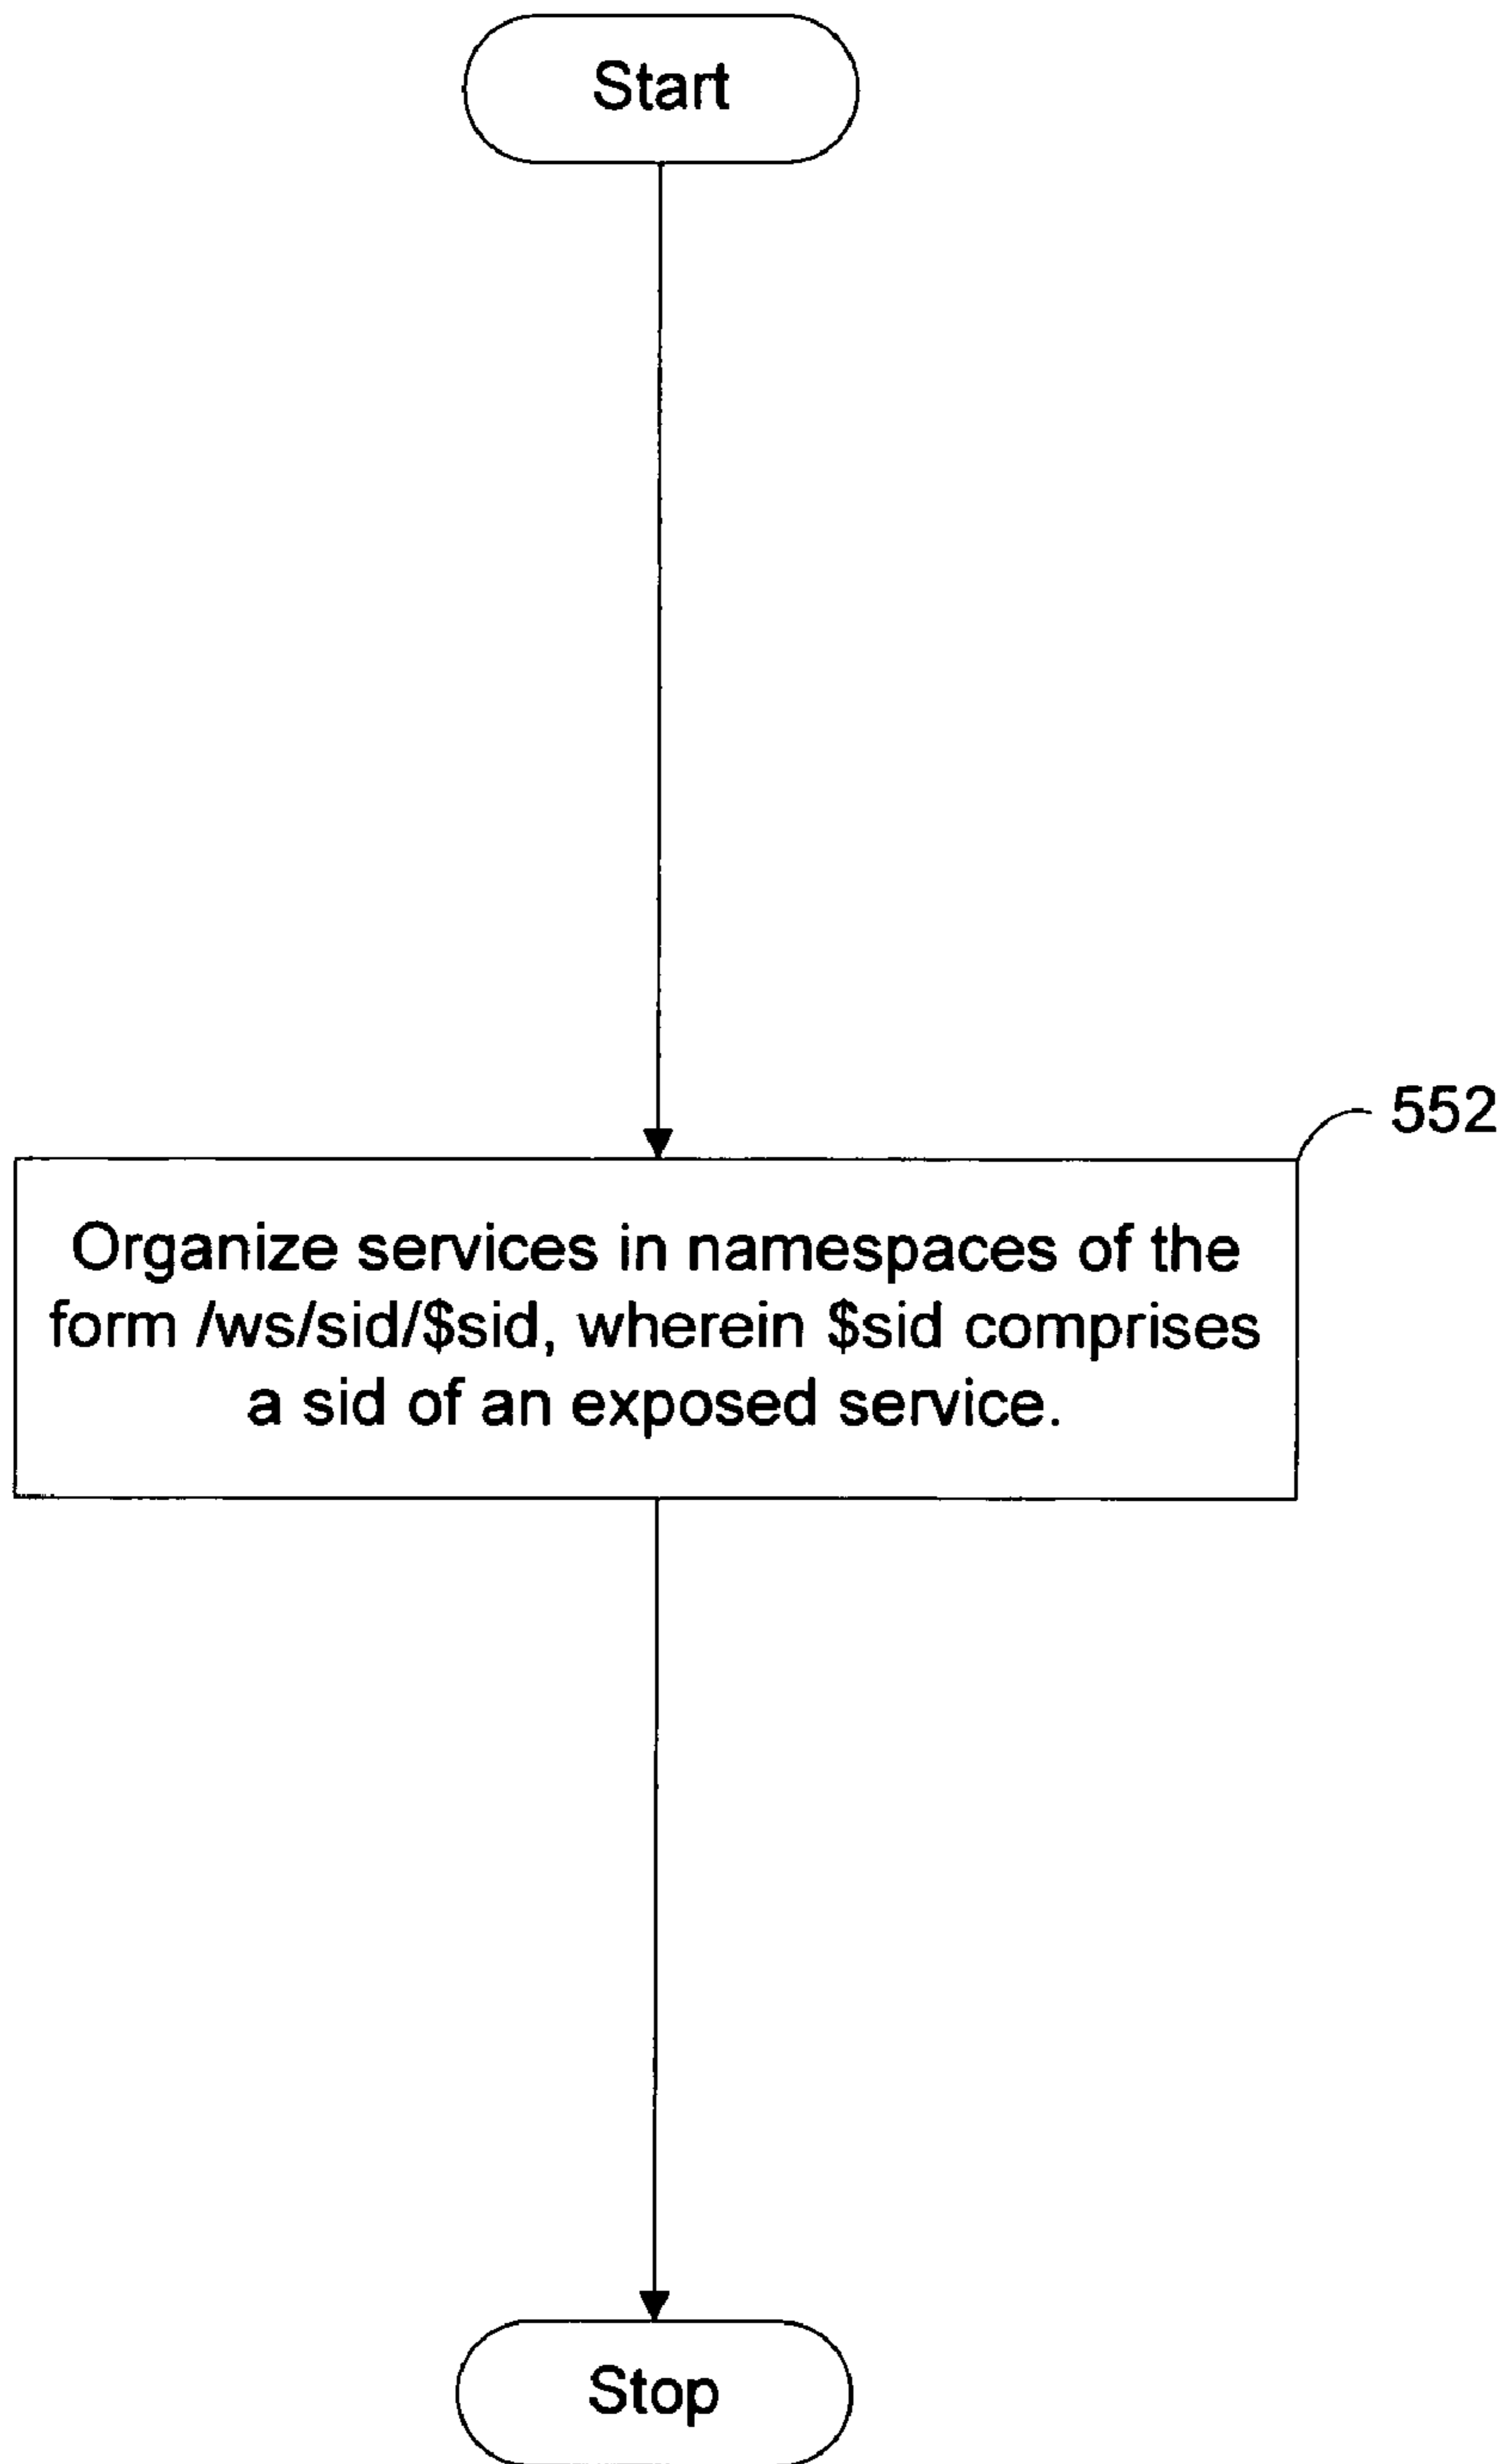 Start
552
Organize services in namespaces of the
form /ws/sid/$sid, wherein $sid comprises
a sid of an exposed service.
Stop